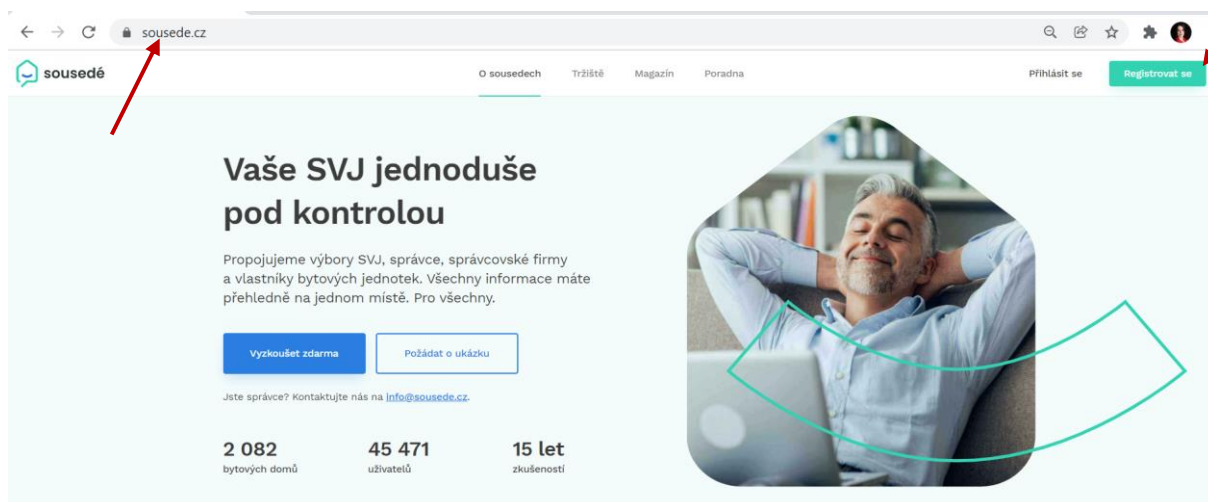 sousede.cz
sousedé
O sousedech Tržiště Magazín Poradna Přihlásit se Registrovat se
Vaše SVJ jednoduše
pod kontrolou
Propojujeme výbory SVJ, správce, správcovské firmy
a vlastníky bytových jednotek. Všechny informace máte
přehledně na jednom místě. Pro všechny.
Vyzkoušet zdarma Požádat o ukázku
Jste správce? Kontaktujte nás na info@sousede.cz.
2 082 45 471 15 let
bytových domů uživatelů zkušeností